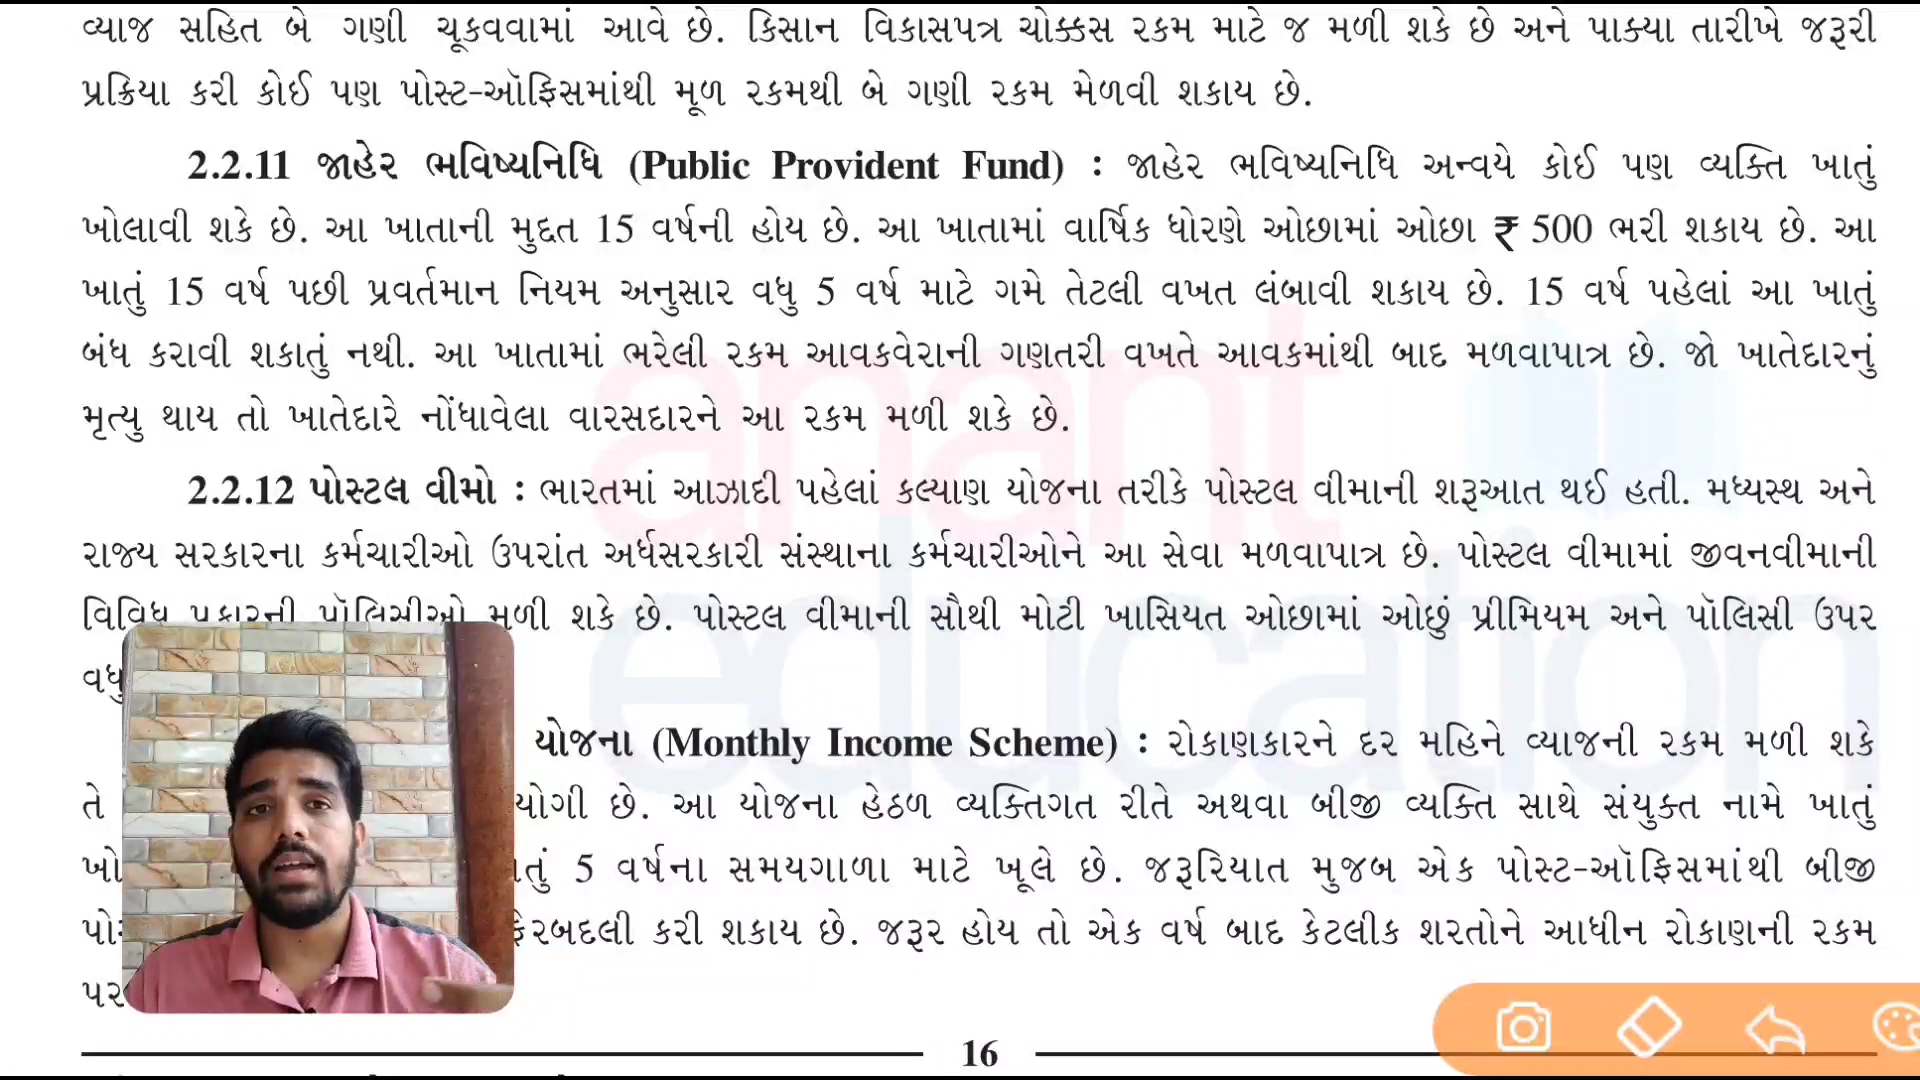 વ્યાજ સહિત બે ગણી ચૂકવવામાં આવે છે. કિસાન વિકાસપત્ર ચોક્કસ રકમ માટે જ મળી શકે છે અને પાક્યા તારીખે જરૂરી
પ્રક્રિયા કરી કોઈ પણ પોસ્ટ-ઑફિસમાંથી મૂળ રકમથી બે ગણી રકમ મેળવી શકાય છે.
2.2.11 જાહેર ભવિષ્યનિધિ (Public Provident Fund) : જાહેર ભવિષ્યનિધિ અન્વયે કોઈ પણ વ્યક્તિ ખાતું
ખોલાવી શકે છે. આ ખાતાની મુદ્દત 15 વર્ષની હોય છે. આ ખાતામાં વાર્ષિક ધોરણે ઓછામાં ઓછા ₹ 500 ભરી શકાય છે. આ
ખાતું 15 વર્ષ પછી પ્રવર્તમાન નિયમ અનુસાર વધુ 5 વર્ષ માટે ગમે તેટલી વખત લંબાવી શકાય છે. 15 વર્ષ પહેલાં આ ખાતું
બંધ કરાવી શકાતું નથી. આ ખાતામાં ભરેલી રકમ આવકવેરાની ગણતરી વખતે આવકમાંથી બાદ મળવાપાત્ર છે. જો ખાતેદારનું
મૃત્યુ થાય તો ખાતેદારે નોંધાવેલા વારસદારને આ રકમ મળી શકે છે.
2.2.12 પોસ્ટલ વીમો : ભારતમાં આઝાદી પહેલાં કલ્યાણ યોજના તરીકે પોસ્ટલ વીમાની શરૂઆત થઈ હતી. મધ્યસ્થ અને
રાજ્ય સરકારના કર્મચારીઓ ઉપરાંત અર્ધસરકારી સંસ્થાના કર્મચારીઓને આ સેવા મળવાપાત્ર છે. પોસ્ટલ વીમામાં જીવનવીમાની
વિવિધ પ્રકારની પૉલિસીઓ મળી શકે છે. પોસ્ટલ વીમાની સૌથી મોટી ખાસિયત ઓછામાં ઓછું પ્રીમિયમ અને પૉલિસી ઉપર
વધુ
યોજના (Monthly Income Scheme) : રોકાણકારને દર મહિને વ્યાજની રકમ મળી શકે
તે યોગી છે. આ યોજના હેઠળ વ્યક્તિગત રીતે અથવા બીજી વ્યક્તિ સાથે સંયુક્ત નામે ખાતું
5 વર્ષના સમયગાળા માટે ખૂલે છે. જરૂરિયાત મુજબ એક પોસ્ટ-ઑફિસમાંથી બીજી
ફેરબદલી કરી શકાય છે. જરૂર હોય તો એક વર્ષ બાદ કેટલીક શરતોને આધીન રોકાણની રકમ
16
anant
education